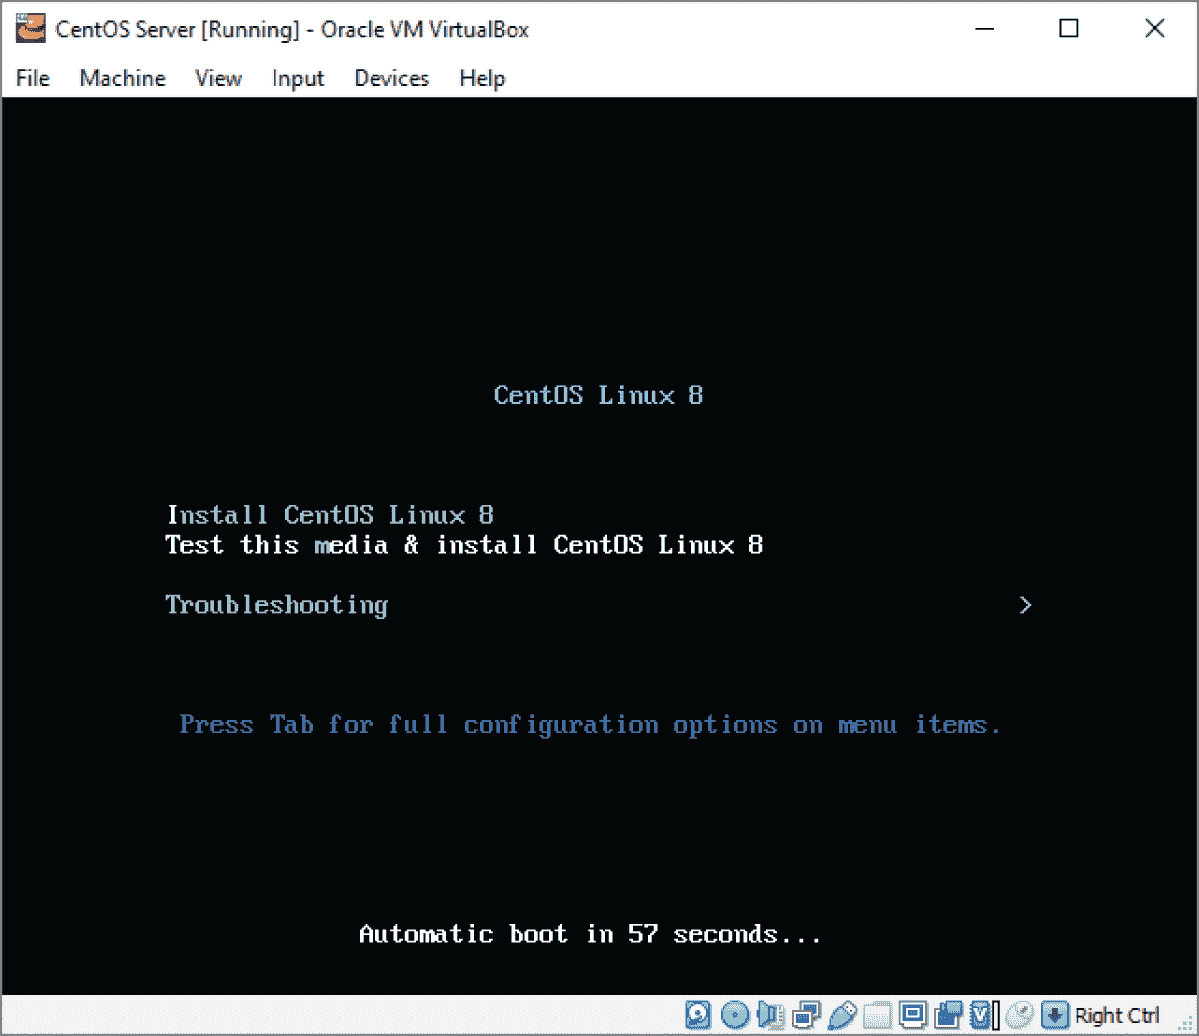 CentOS Server [Running] - Oracle VM VirtualBox
File Machine View Input Devices Help
CentOS Linux 8
Install CentOS Linux 8
Test this media & install CentOS Linux 8
Troubleshooting >
Press Tab for full configuration options on menu items.
Automatic boot in 57 seconds...
Right Ctrl